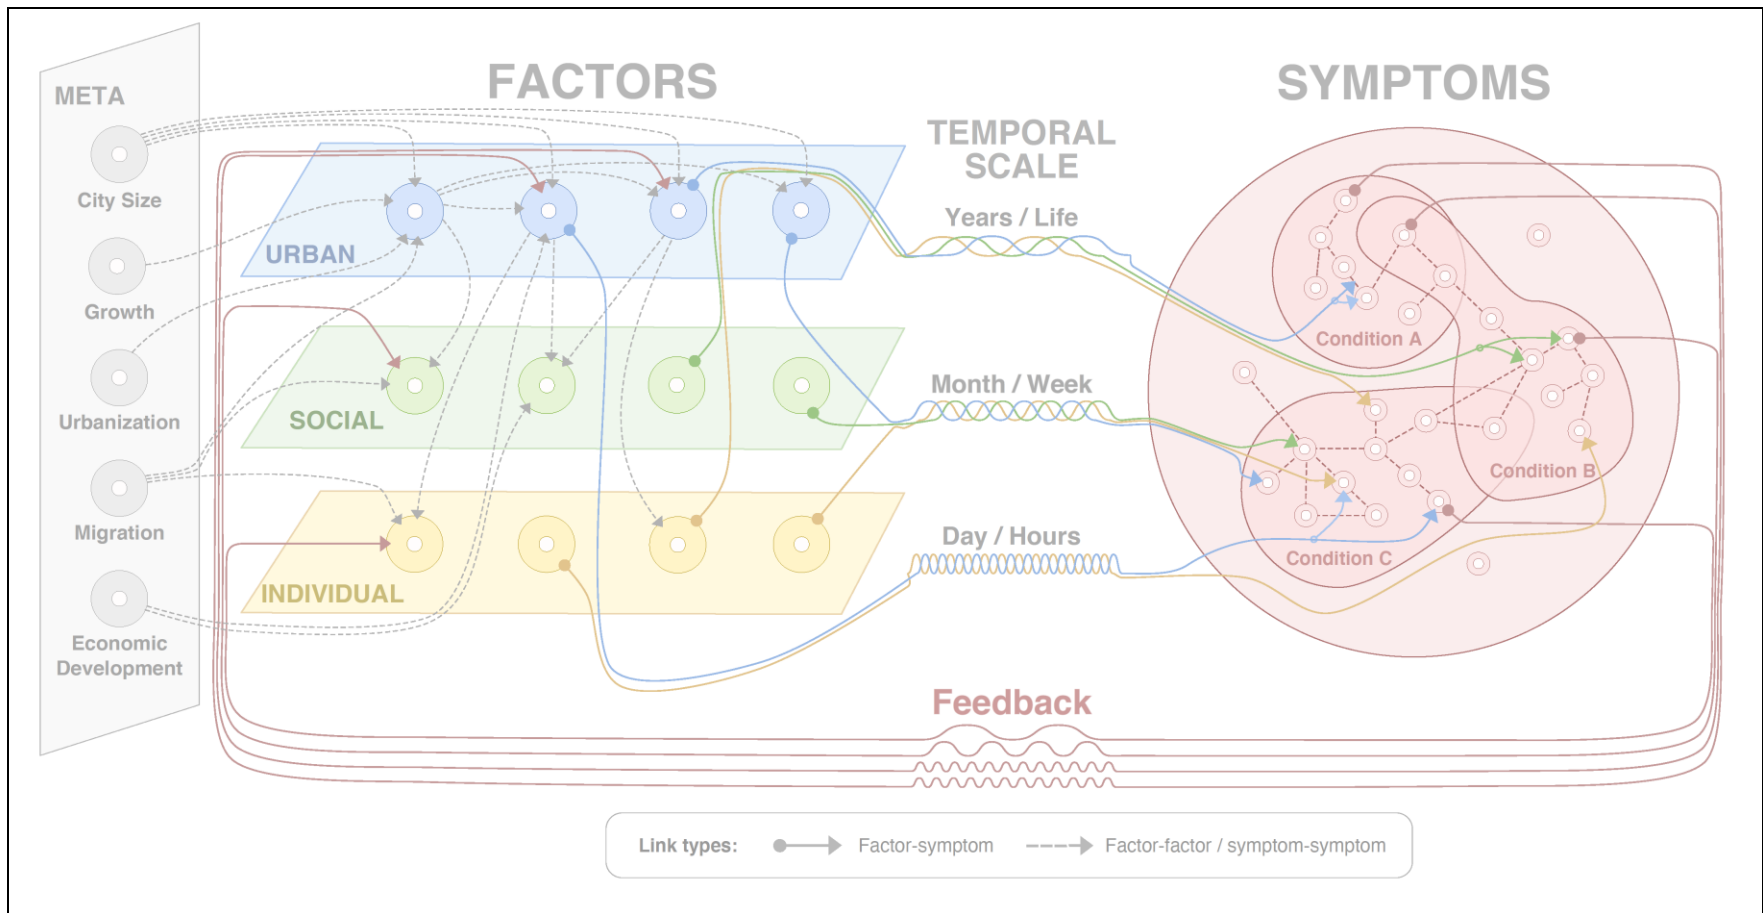 META
City Size
Growth
Urbanization
Migration
Economic
Development
FACTORS
URBAN
SOCIAL
INDIVIDUAL
TEMPORAL
SCALE
Years / Life
Month / Week
Day / Hours
SYMPTOMS
Condition A
Condition B
Condition C
Feedback
Link types:
Factor-symptom
Factor-factor / symptom-symptom